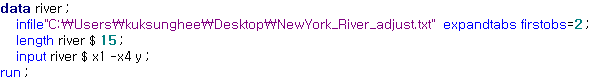 data river;
infile"C:₩Users₩kuksunghee₩Desktop₩NewYork_River_adjust.txt" expandtabs firstobs=2;
length river $ 15;
input river $ x1 -x4 y;
run;